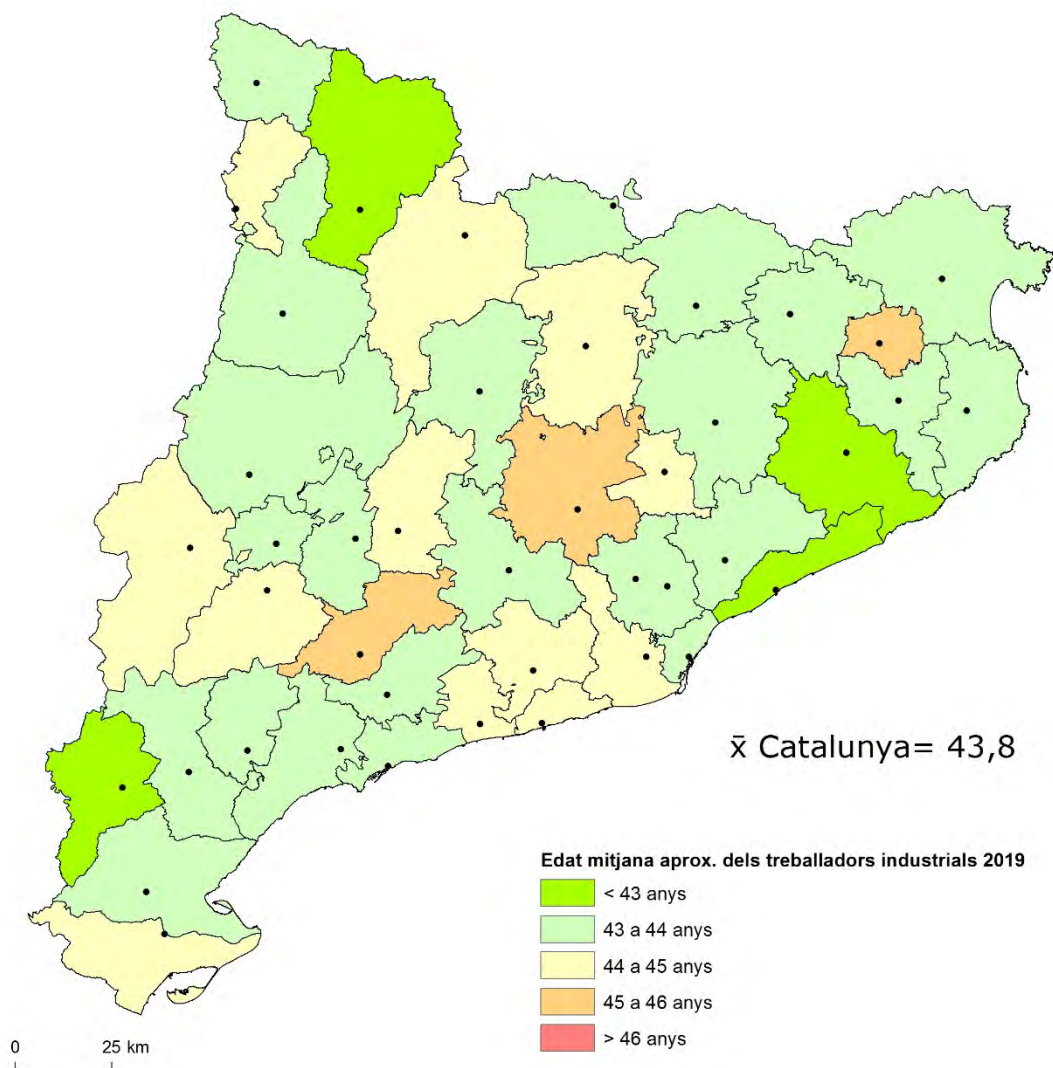 x̄ Catalunya= 43,8
Edat mitjana aprox. dels treballadors industrials 2019
< 43 anys
43 a 44 anys
44 a 45 anys
45 a 46 anys
> 46 anys
0 25 km